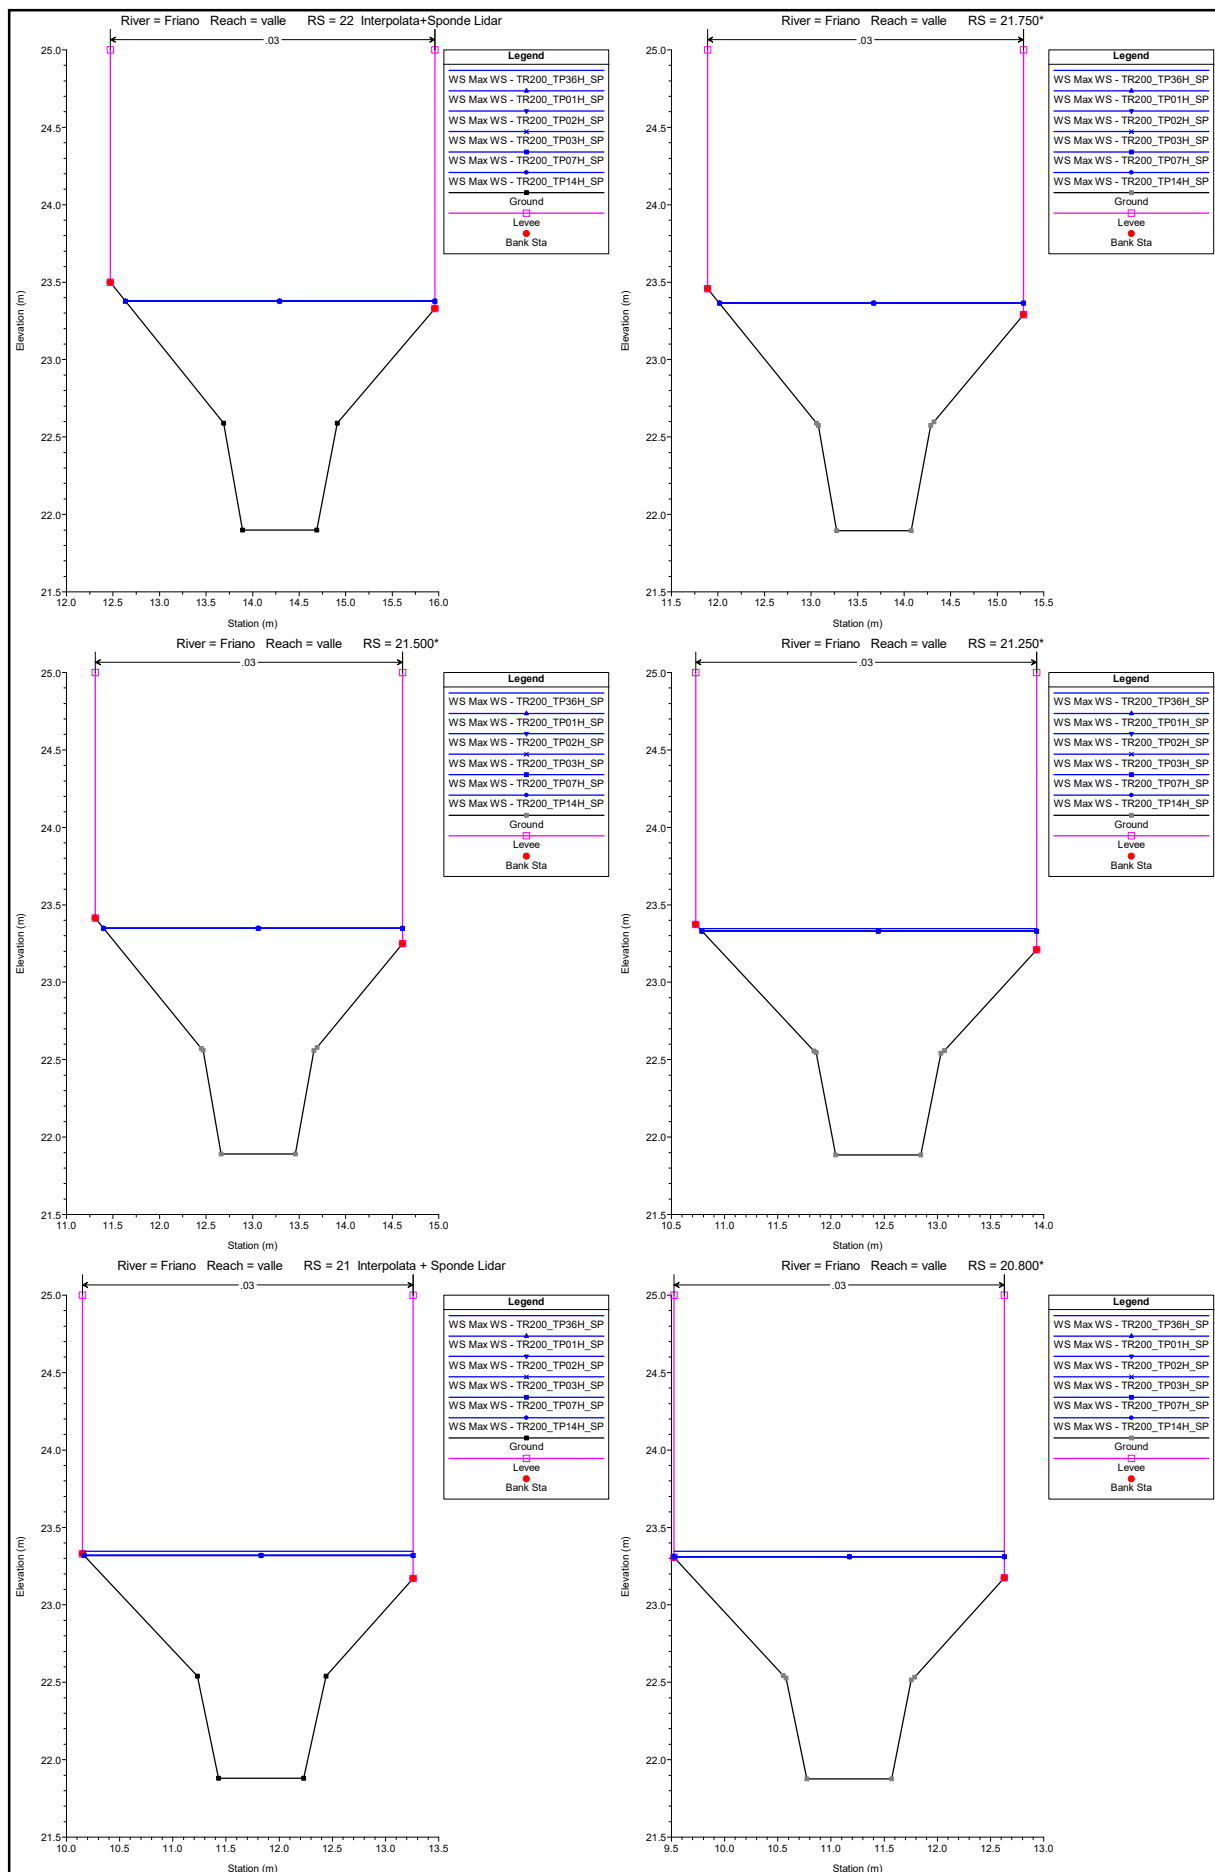 River = Friano Reach = valle RS = 22 Interpolata+Sponde Lidar
.03
25.0
24.5
24.0
23.5
23.0
22.5
22.0
21.5
Elevation (m)
12.0 12.5 13.0 13.5 14.0 14.5 15.0 15.5 16.0
Station (m)
Legend
WS Max WS - TR200_TP36H_SP
WS Max WS - TR200_TP01H_SP
WS Max WS - TR200_TP02H_SP
WS Max WS - TR200_TP03H_SP
WS Max WS - TR200_TP07H_SP
WS Max WS - TR200_TP14H_SP
Ground
Levee
Bank Sta
River = Friano Reach = valle RS = 21.750*
.03
25.0
24.5
24.0
23.5
23.0
22.5
22.0
21.5
Elevation (m)
11.5 12.0 12.5 13.0 13.5 14.0 14.5 15.0 15.5
Station (m)
Legend
WS Max WS - TR200_TP36H_SP
WS Max WS - TR200_TP01H_SP
WS Max WS - TR200_TP02H_SP
WS Max WS - TR200_TP03H_SP
WS Max WS - TR200_TP07H_SP
WS Max WS - TR200_TP14H_SP
Ground
Levee
Bank Sta
River = Friano Reach = valle RS = 21.500*
.03
25.0
24.5
24.0
23.5
23.0
22.5
22.0
21.5
Elevation (m)
11.0 11.5 12.0 12.5 13.0 13.5 14.0 14.5 15.0
Station (m)
Legend
WS Max WS - TR200_TP36H_SP
WS Max WS - TR200_TP01H_SP
WS Max WS - TR200_TP02H_SP
WS Max WS - TR200_TP03H_SP
WS Max WS - TR200_TP07H_SP
WS Max WS - TR200_TP14H_SP
Ground
Levee
Bank Sta
River = Friano Reach = valle RS = 21.250*
.03
25.0
24.5
24.0
23.5
23.0
22.5
22.0
21.5
Elevation (m)
10.5 11.0 11.5 12.0 12.5 13.0 13.5 14.0
Station (m)
Legend
WS Max WS - TR200_TP36H_SP
WS Max WS - TR200_TP01H_SP
WS Max WS - TR200_TP02H_SP
WS Max WS - TR200_TP03H_SP
WS Max WS - TR200_TP07H_SP
WS Max WS - TR200_TP14H_SP
Ground
Levee
Bank Sta
River = Friano Reach = valle RS = 21 Interpolata + Sponde Lidar
.03
25.0
24.5
24.0
23.5
23.0
22.5
22.0
21.5
Elevation (m)
10.0 10.5 11.0 11.5 12.0 12.5 13.0 13.5
Station (m)
Legend
WS Max WS - TR200_TP36H_SP
WS Max WS - TR200_TP01H_SP
WS Max WS - TR200_TP02H_SP
WS Max WS - TR200_TP03H_SP
WS Max WS - TR200_TP07H_SP
WS Max WS - TR200_TP14H_SP
Ground
Levee
Bank Sta
River = Friano Reach = valle RS = 20.800*
.03
25.0
24.5
24.0
23.5
23.0
22.5
22.0
21.5
Elevation (m)
9.5 10.0 10.5 11.0 11.5 12.0 12.5 13.0
Station (m)
Legend
WS Max WS - TR200_TP36H_SP
WS Max WS - TR200_TP01H_SP
WS Max WS - TR200_TP02H_SP
WS Max WS - TR200_TP03H_SP
WS Max WS - TR200_TP07H_SP
WS Max WS - TR200_TP14H_SP
Ground
Levee
Bank Sta